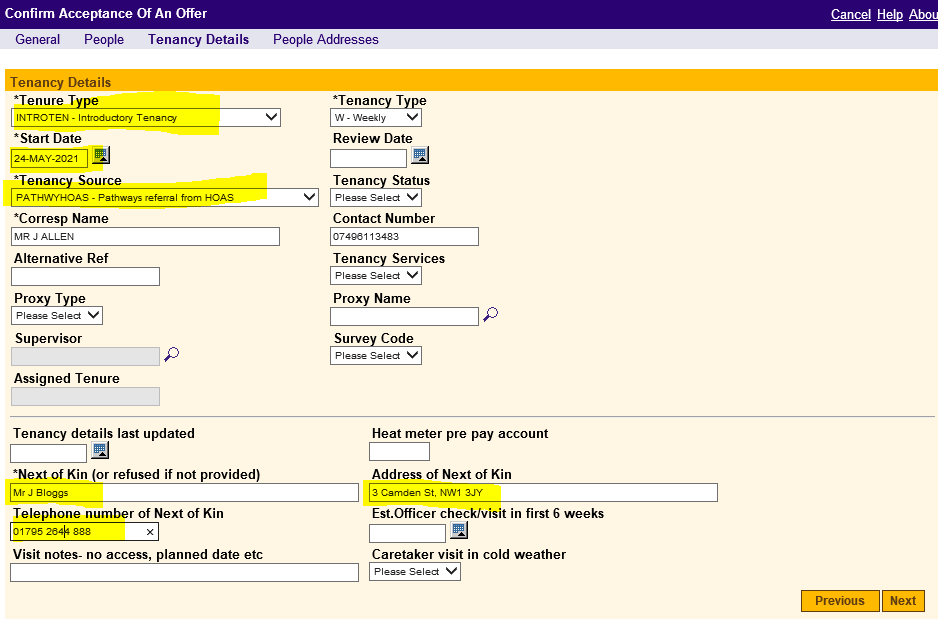 Confirm Acceptance Of An Offer
Cancel Help Abou
General People Tenancy Details People Addresses
Tenancy Details
*Tenure Type *Tenancy Type
INTROTEN - Introductory Tenancy W - Weekly
*Start Date Review Date
24-MAY-2021
*Tenancy Source Tenancy Status
PATHWYHOAS - Pathways referral from HOAS Please Select
*Corresp Name Contact Number
MR J ALLEN 07496113483
Alternative Ref Tenancy Services
Please Select
Proxy Type Proxy Name
Please Select
Supervisor Survey Code
Please Select
Assigned Tenure
Tenancy details last updated Heat meter pre pay account
*Next of Kin (or refused if not provided) Address of Next of Kin
Mr J Bloggs 3 Camden St, NW1 3JY
Telephone number of Next of Kin Est.Officer check/visit in first 6 weeks
01795 2644 888
Visit notes- no access, planned date etc Caretaker visit in cold weather
Please Select
Previous Next